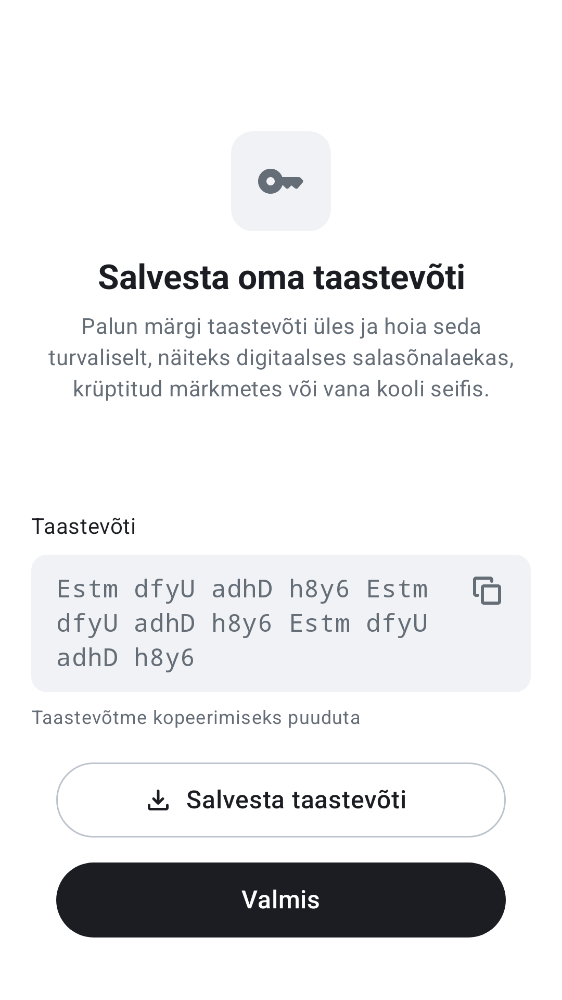 Salvesta oma taastevõti
Palun märgi taastevõti üles ja hoia seda
turvaliselt, näiteks digitaalses salasõnalaekas,
krüptitud märkmetes või vana kooli seifis.
Taastevõti
Estm dfyU adhD h8y6 Estm
dfyU adhD h8y6 Estm dfyU
adhD h8y6
Taastevõtme kopeerimiseks puuduta
Salvesta taastevõti
Valmis